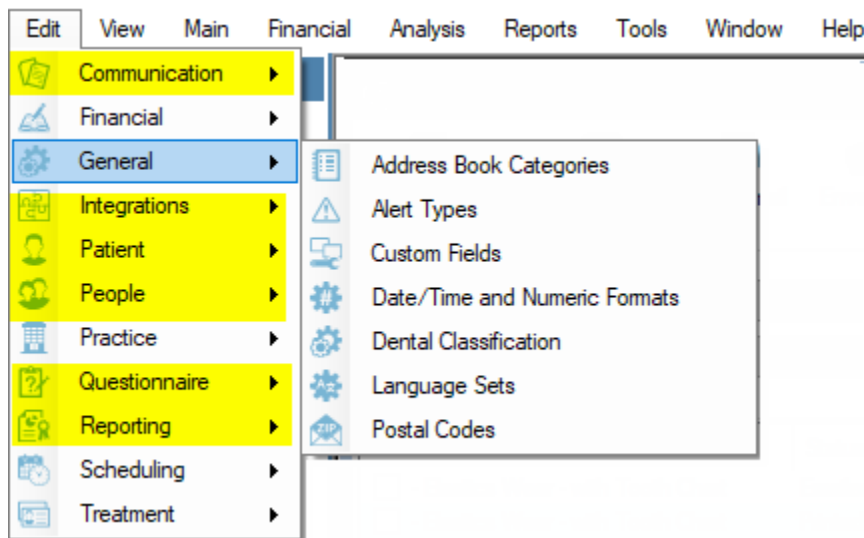 Edit View Main Financial Analysis Reports Tools Window Help
Communication
Financial
General
Integrations
Patient
People
Practice
Questionnaire
Reporting
Scheduling
Treatment
Address Book Categories
Alert Types
Custom Fields
Date/Time and Numeric Formats
Dental Classification
Language Sets
Postal Codes
ZIP